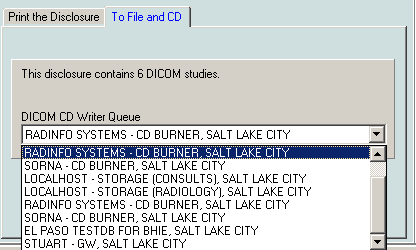 Print the Disclosure
To File and CD
This disclosure contains 6 DICOM studies.
DICOM CD Writer Queue
RADINFO SYSTEMS - CD BURNER, SALT LAKE CITY
RADINFO SYSTEMS - CD BURNER, SALT LAKE CITY
SORNA - CD BURNER, SALT LAKE CITY
LOCALHOST - STORAGE (CONSULTS), SALT LAKE CITY
LOCALHOST - STORAGE (RADIOLOGY), SALT LAKE CITY
RADINFO SYSTEMS - CD BURNER, SALT LAKE CITY
SORNA - CD BURNER, SALT LAKE CITY
EL PASO TESTDB FOR BHIE, SALT LAKE CITY
STUART - GW, SALT LAKE CITY